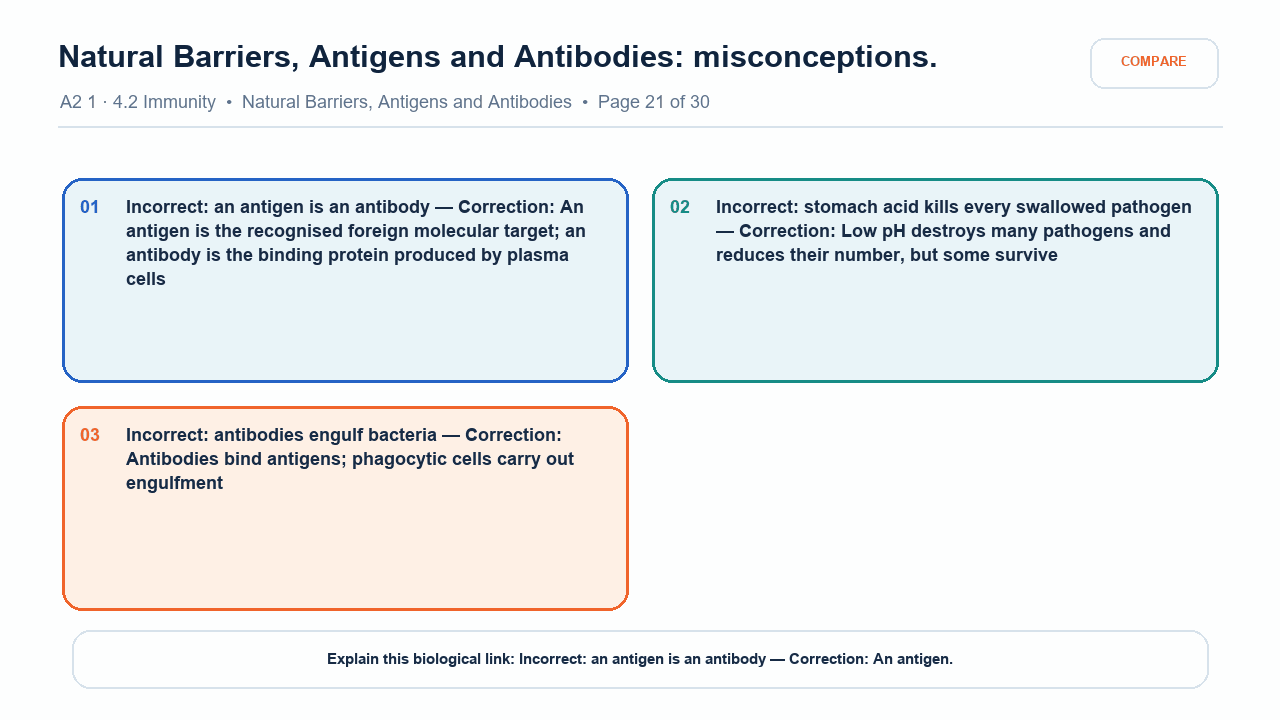 Natural Barriers, Antigens and Antibodies: misconceptions.
COMPARE
A2 1 · 4.2 Immunity • Natural Barriers, Antigens and Antibodies • Page 21 of 30
01
Incorrect: an antigen is an antibody — Correction: An
antigen is the recognised foreign molecular target; an
antibody is the binding protein produced by plasma
cells
02
Incorrect: stomach acid kills every swallowed pathogen
— Correction: Low pH destroys many pathogens and
reduces their number, but some survive
03
Incorrect: antibodies engulf bacteria — Correction:
Antibodies bind antigens; phagocytic cells carry out
engulfment
Explain this biological link: Incorrect: an antigen is an antibody — Correction: An antigen.